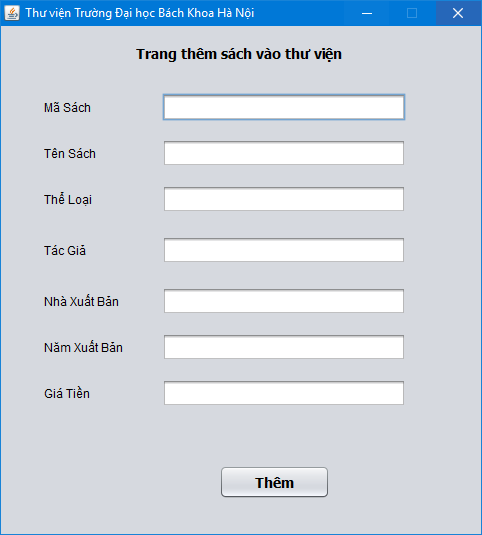 Thư viện Trường Đại học Bách Khoa Hà Nội
Trang thêm sách vào thư viện
Mã Sách
Tên Sách
Thể Loại
Tác Giả
Nhà Xuất Bản
Năm Xuất Bản
Giá Tiền
Thêm